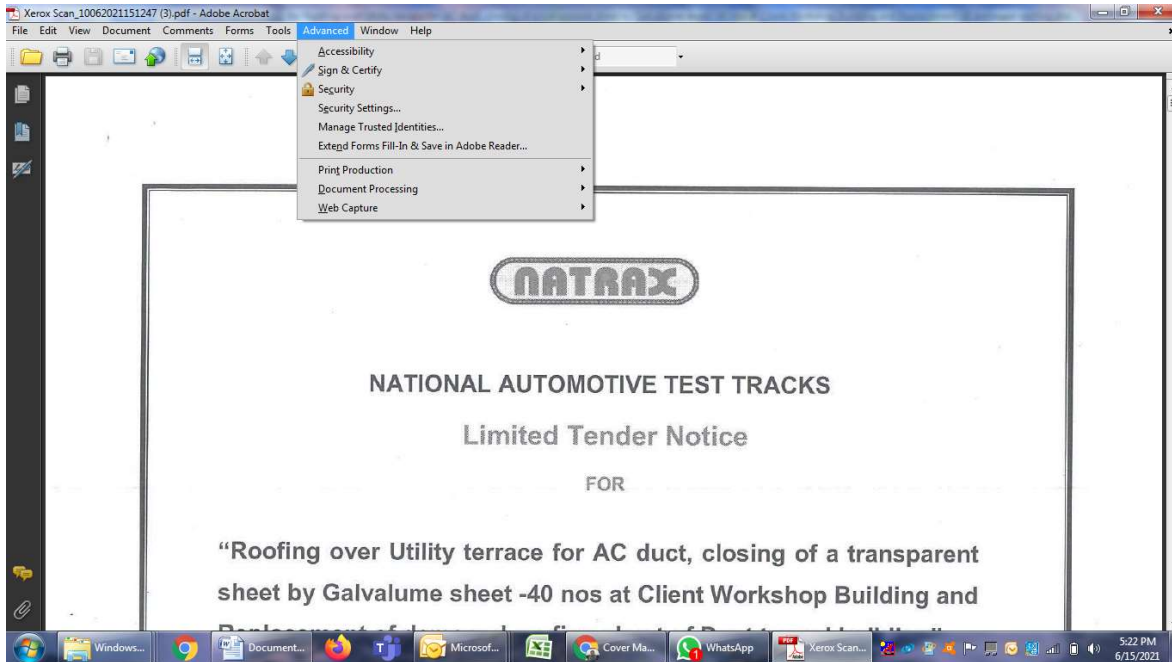 Xerox Scan_10062021151247 (3).pdf - Adobe Acrobat
File Edit View Document Comments Forms Tools Advanced Window Help
Accessibility
Sign & Certify
Security
Security Settings...
Manage Trusted Identities...
Extend Forms Fill-In & Save in Adobe Reader...
Print Production
Document Processing
Web Capture
NATRAX
NATIONAL AUTOMOTIVE TEST TRACKS
Limited Tender Notice
FOR
“Roofing over Utility terrace for AC duct, closing of a transparent
sheet by Galvalume sheet -40 nos at Client Workshop Building and
Windows... Document... Microsof... Cover Ma... WhatsApp Xerox Scan... 5:22 PM
6/15/2021